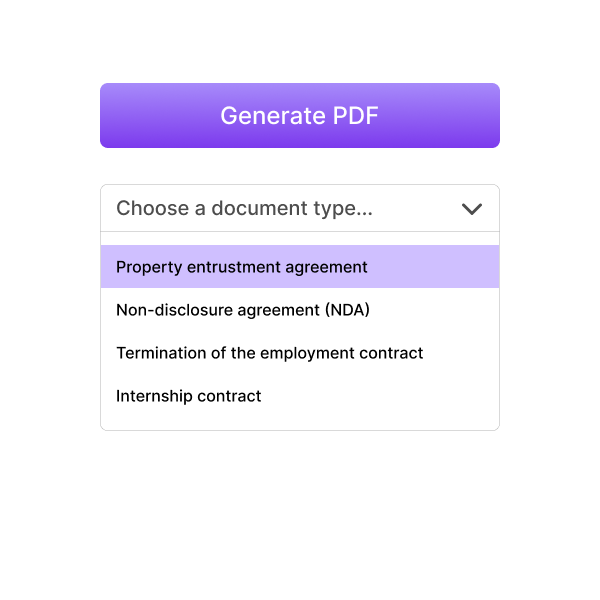 Generate PDF
Choose a document type...
Property entrustment agreement
Non-disclosure agreement (NDA)
Termination of the employment contract
Internship contract